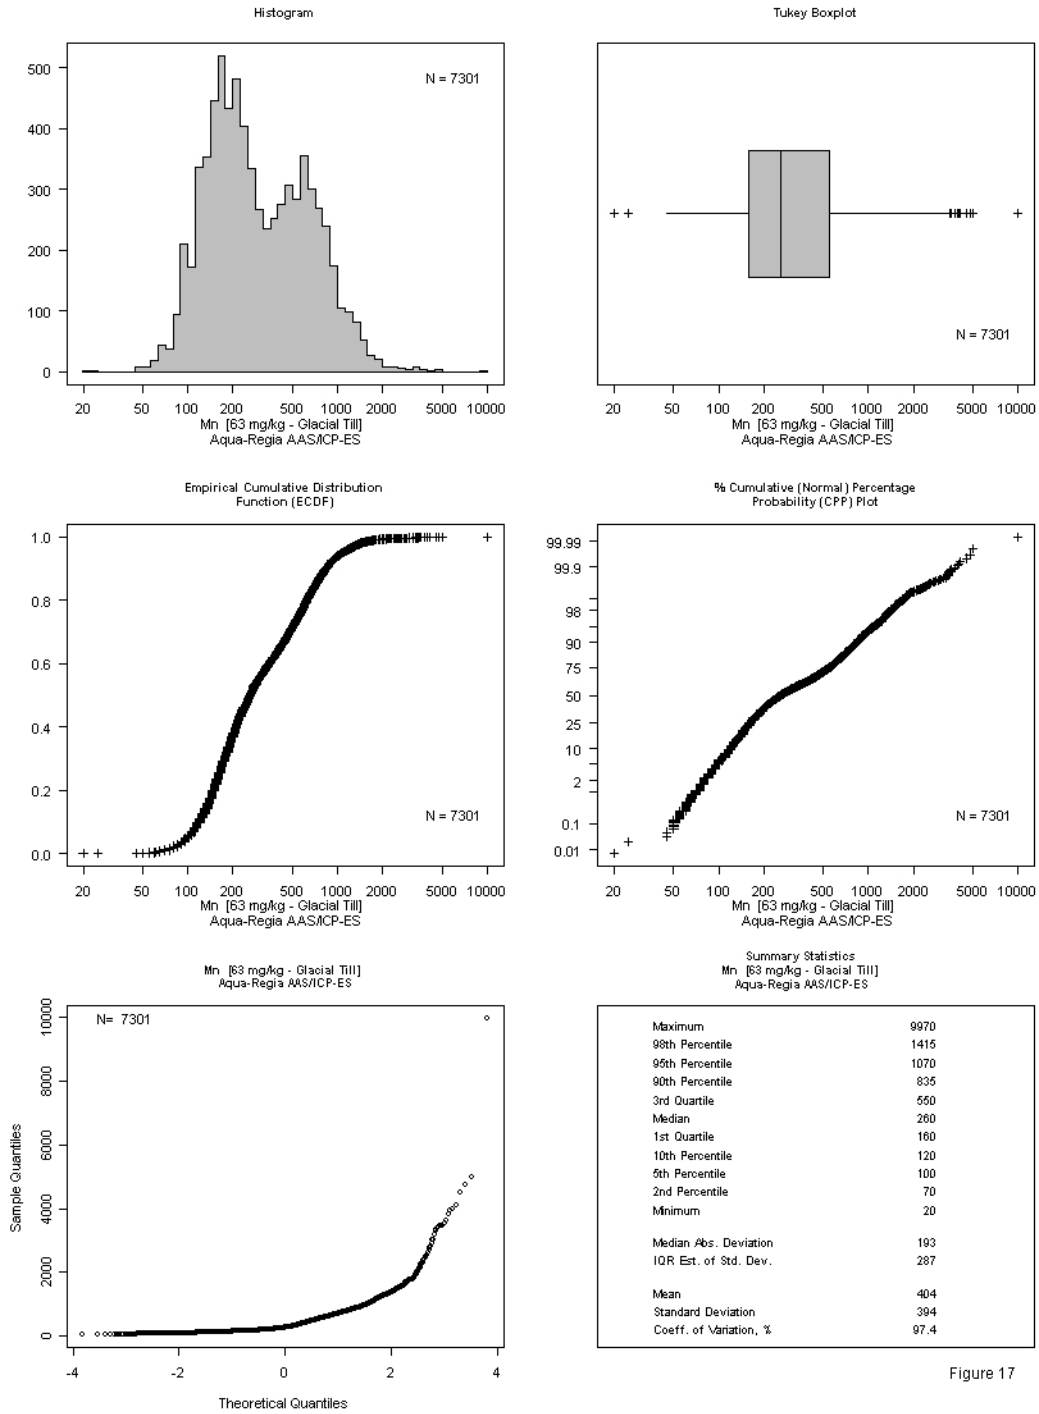 Histogram
Tukey Boxplot
500
400
300
200
100
0
N = 7301
20 50 100 200 500 1000 2000 5000 10000
Mn [63 mg/kg - Glacial Till]
Aqua-Regia AAS/ICP-ES
N = 7301
20 50 100 200 500 1000 2000 5000 10000
Mn [63 mg/kg - Glacial Till]
Aqua-Regia AAS/ICP-ES
Empirical Cumulative Distribution
Function (ECDF)
1.0
0.8
0.6
0.4
0.2
0.0
N = 7301
20 50 100 200 500 1000 2000 5000 10000
Mn [63 mg/kg - Glacial Till]
Aqua-Regia AAS/ICP-ES
% Cumulative (Normal) Percentage
Probability (CPP) Plot
99.99
99.9
98
90
75
50
25
10
2
0.1
0.01
N = 7301
20 50 100 200 500 1000 2000 5000 10000
Mn [63 mg/kg - Glacial Till]
Aqua-Regia AAS/ICP-ES
Mn [63 mg/kg - Glacial Till]
Aqua-Regia AAS/ICP-ES
N= 7301
Sample Quantiles
10000
8000
6000
4000
2000
0
-4 -2 0 2 4
Theoretical Quantiles
Summary Statistics
Mn [63 mg/kg - Glacial Till]
Aqua-Regia AAS/ICP-ES
Maximum 9970
98th Percentile 1415
95th Percentile 1070
90th Percentile 835
3rd Quartile 550
Median 260
1st Quartile 160
10th Percentile 120
5th Percentile 100
2nd Percentile 70
Minimum 20
Median Abs. Deviation 193
IQR Est. of Std. Dev. 287
Mean 404
Standard Deviation 394
Coeff. of Variation, % 97.4
Figure 17